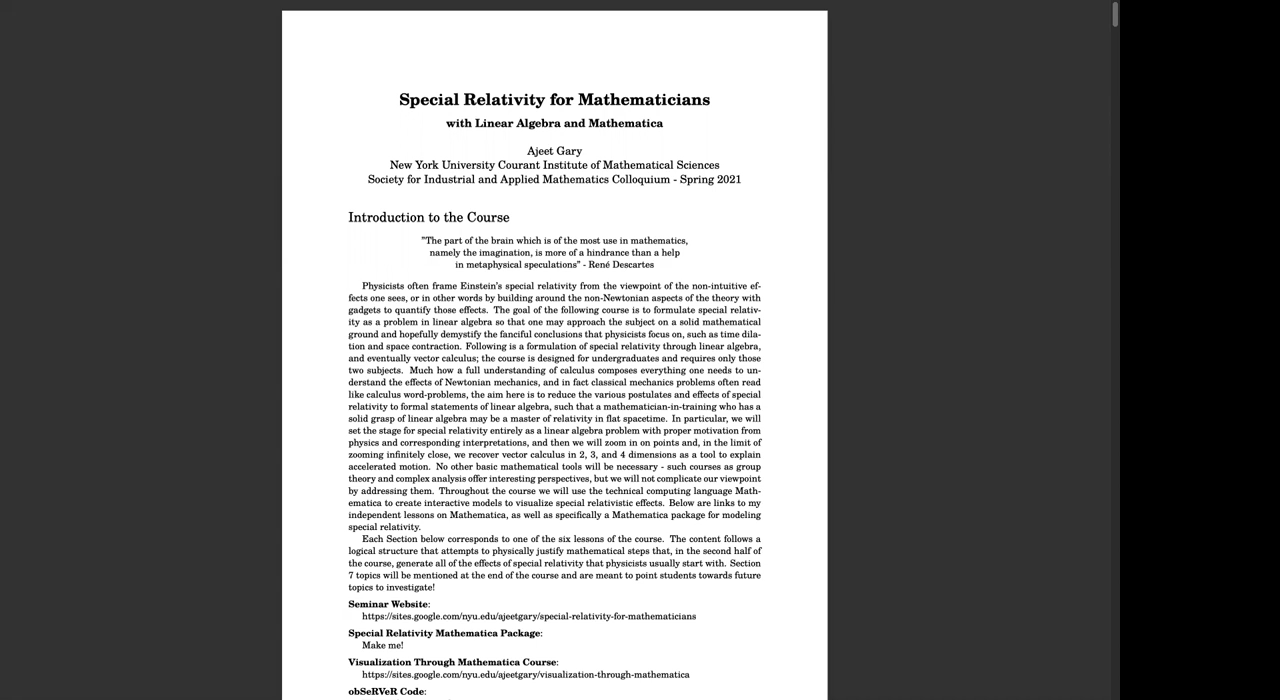 Special Relativity for Mathematicians
with Linear Algebra and Mathematica
Ajeet Gary
New York University Courant Institute of Mathematical Sciences
Society for Industrial and Applied Mathematics Colloquium - Spring 2021
Introduction to the Course
"The part of the brain which is of the most use in mathematics,
namely the imagination, is more of a hindrance than a help
in metaphysical speculations" - René Descartes
Physicists often frame Einstein's special relativity from the viewpoint of the non-intuitive ef-
fects one sees, or in other words by building around the non-Newtonian aspects of the theory with
gadgets to quantify those effects. The goal of the following course is to formulate special relativ-
ity as a problem in linear algebra so that one may approach the subject on a solid mathematical
ground and hopefully demystify the fanciful conclusions that physicists focus on, such as time dila-
tion and space contraction. Following is a formulation of special relativity through linear algebra,
and eventually vector calculus; the course is designed for undergraduates and requires only those
two subjects. Much how a full understanding of calculus composes everything one needs to un-
derstand the effects of Newtonian mechanics, and in fact classical mechanics problems often read
like calculus word-problems, the aim here is to reduce the various postulates and effects of special
relativity to formal statements of linear algebra, such that a mathematician-in-training who has a
solid grasp of linear algebra may be a master of relativity in flat spacetime. In particular, we will
set the stage for special relativity entirely as a linear algebra problem with proper motivation from
physics and corresponding interpretations, and then we will zoom in on points and, in the limit of
zooming infinitely close, we recover vector calculus in 2, 3, and 4 dimensions as a tool to explain
accelerated motion. No other basic mathematical tools will be necessary - such courses as group
theory and complex analysis offer interesting perspectives, but we will not complicate our viewpoint
by addressing them. Throughout the course we will use the technical computing language Math-
ematica to create interactive models to visualize special relativistic effects. Below are links to my
independent lessons on Mathematica, as well as specifically a Mathematica package for modeling
special relativity.
Each Section below corresponds to one of the six lessons of the course. The content follows a
logical structure that attempts to physically justify mathematical steps that, in the second half of
the course, generate all of the effects of special relativity that physicists usually start with. Section
7 topics will be mentioned at the end of the course and are meant to point students towards future
topics to investigate!
Seminar Website:
https://sites.google.com/nyu.edu/ajeetgary/special-relativity-for-mathematicians
Special Relativity Mathematica Package:
Make me!
Visualization Through Mathematica Course:
https://sites.google.com/nyu.edu/ajeetgary/visualization-through-mathematica
obSeRVeR Code: